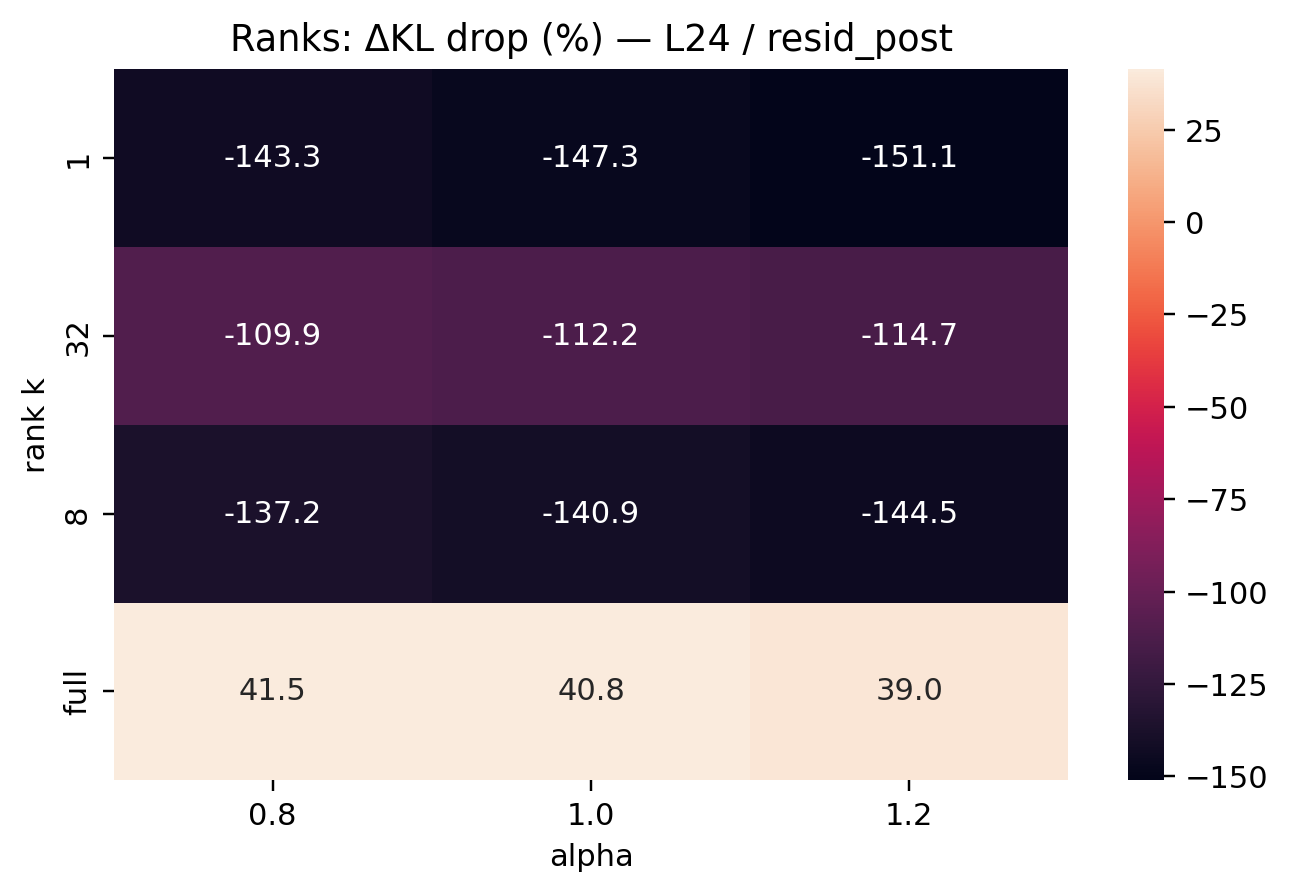 Ranks: ΔKL drop (%) — L24 / resid_post
rank k
1 -143.3 -147.3 -151.1
32 -109.9 -112.2 -114.7
8 -137.2 -140.9 -144.5
full 41.5 40.8 39.0
0.8 1.0 1.2
alpha
25
0
−25
−50
−75
−100
−125
−150